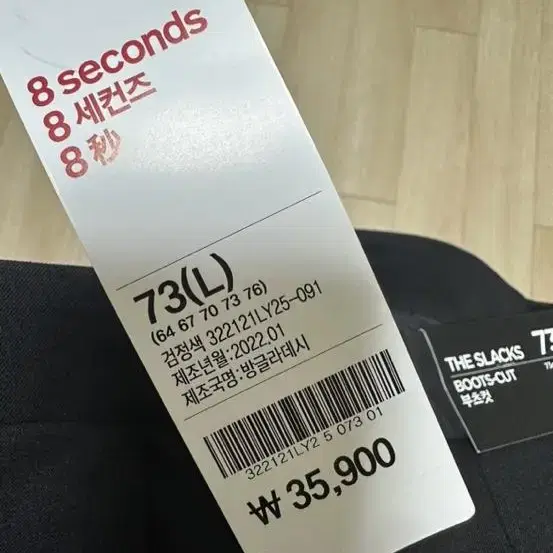 8 seconds
8 세컨즈
8 秒
73(L)
(64 67 70 73 76)
검정색 322121LY25-091
제조년월:2022.01
제조국명:방글라데시
322121LY2 5 073 01
₩ 35,900
THE SLACKS
BOOTS-CUT
부츠컷
73